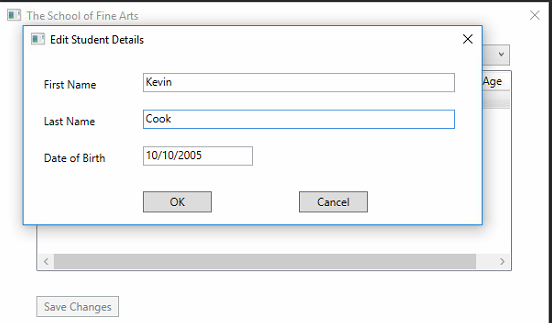 The School of Fine Arts
Edit Student Details
Age
First Name Kevin
Last Name Cook
Date of Birth 10/10/2005
OK Cancel
Save Changes